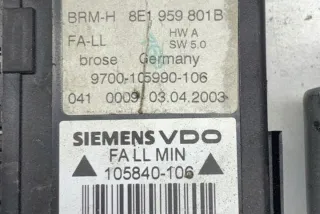 BRM-H 8E1 959 801B
FA-LL HW A
SW 5.0
brose Germany
9700-105990-106
041 0009 03.04.2003
SIEMENS VDO
FA LL MIN
105840-106